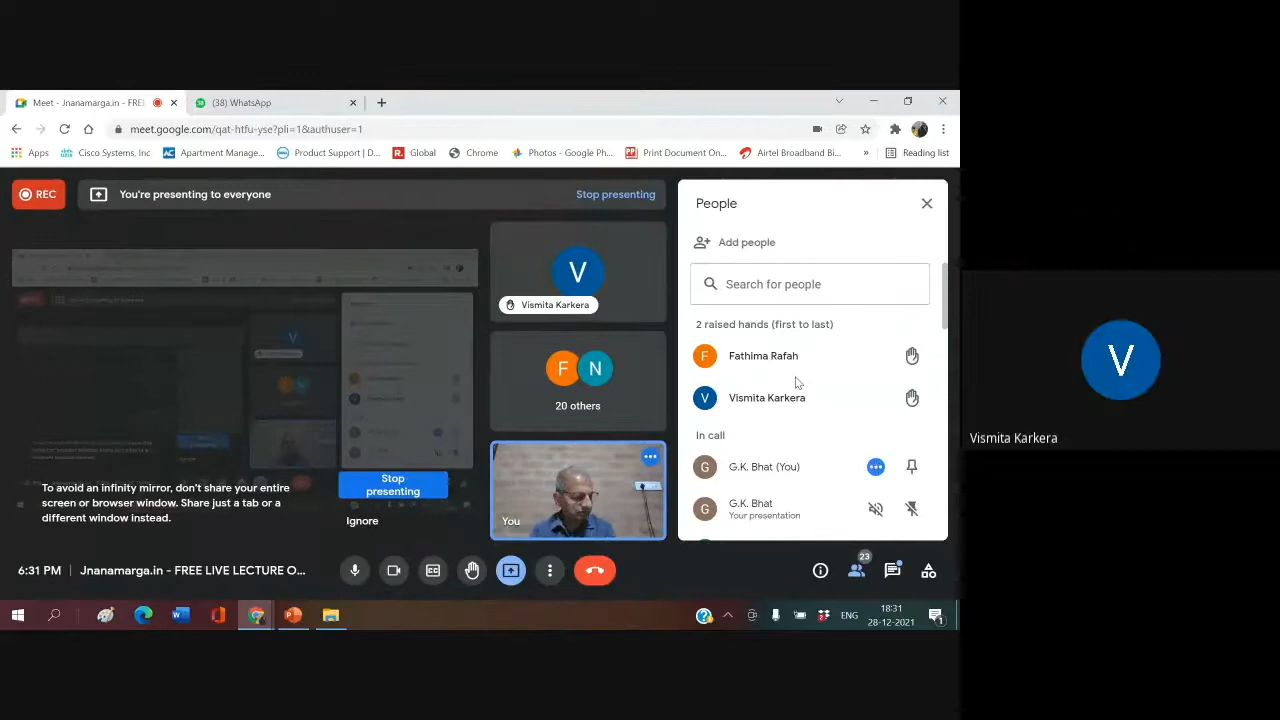 Meet - Jnanamarga.in - FREE
(38) WhatsApp
meet.google.com/qat-htfu-yse?pli=1&authuser=1
Apps
Cisco Systems, Inc
Apartment Manage...
Product Support | D...
Global
Chrome
Photos - Google Ph...
Print Document On...
Airtel Broadband Bi...
»
Reading list
REC
You're presenting to everyone
Stop presenting
V
Vismita Karkera
F N
20 others
You
To avoid an infinity mirror, don't share your entire
screen or browser window. Share just a tab or a
different window instead.
Stop
presenting
Ignore
People
Add people
Search for people
2 raised hands (first to last)
F Fathima Rafah
V Vismita Karkera
In call
G G.K. Bhat (You)
G G.K. Bhat
Your presentation
6:31 PM | Jnanamarga.in - FREE LIVE LECTURE O...
23
ENG
18:31
28-12-2021
V
Vismita Karkera